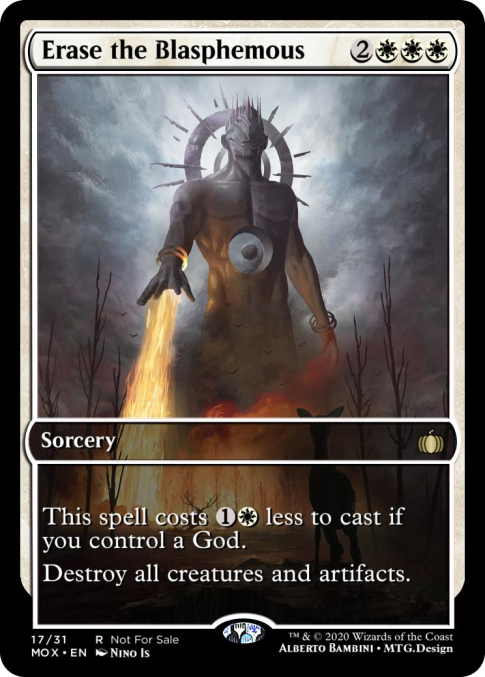 Erase the Blasphemous 2
Sorcery
This spell costs 1 less to cast if
you control a God.
Destroy all creatures and artifacts.
17/31 R Not For Sale
MOX • EN Nino Is
™ & © 2020 Wizards of the Coast
Alberto Bambini • MTG.Design